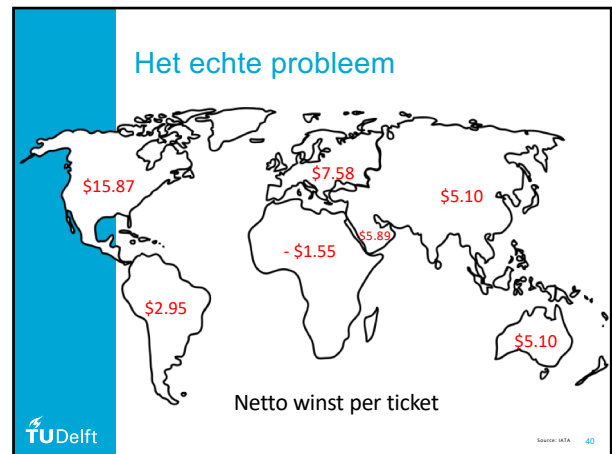 Het echte probleem
$15.87
$7.58
$5.10
$5.89
- $1.55
$2.95
$5.10
Netto winst per ticket
TUDelft
Source: IATA 40